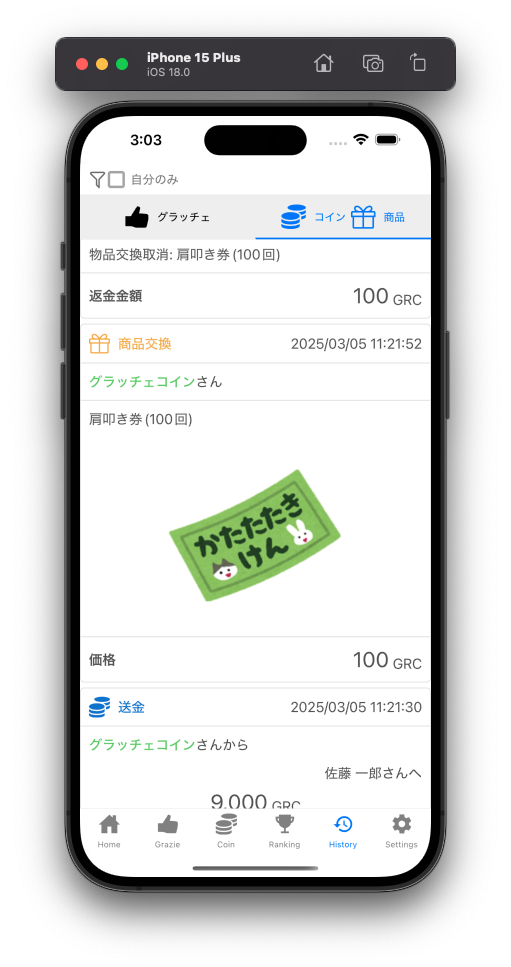 iPhone 15 Plus
iOS 18.0
3:03
自分のみ
グラッチェ コイン 商品
物品交換取消: 肩叩き券 (100回)
返金金額 100 GRC
商品交換 2025/03/05 11:21:52
グラッチェコインさん
肩叩き券 (100回)
かたたたき
けん
価格 100 GRC
送金 2025/03/05 11:21:30
グラッチェコインさんから
佐藤 一郎さんへ
9,000 GRC
Home Grazie Coin Ranking History Settings